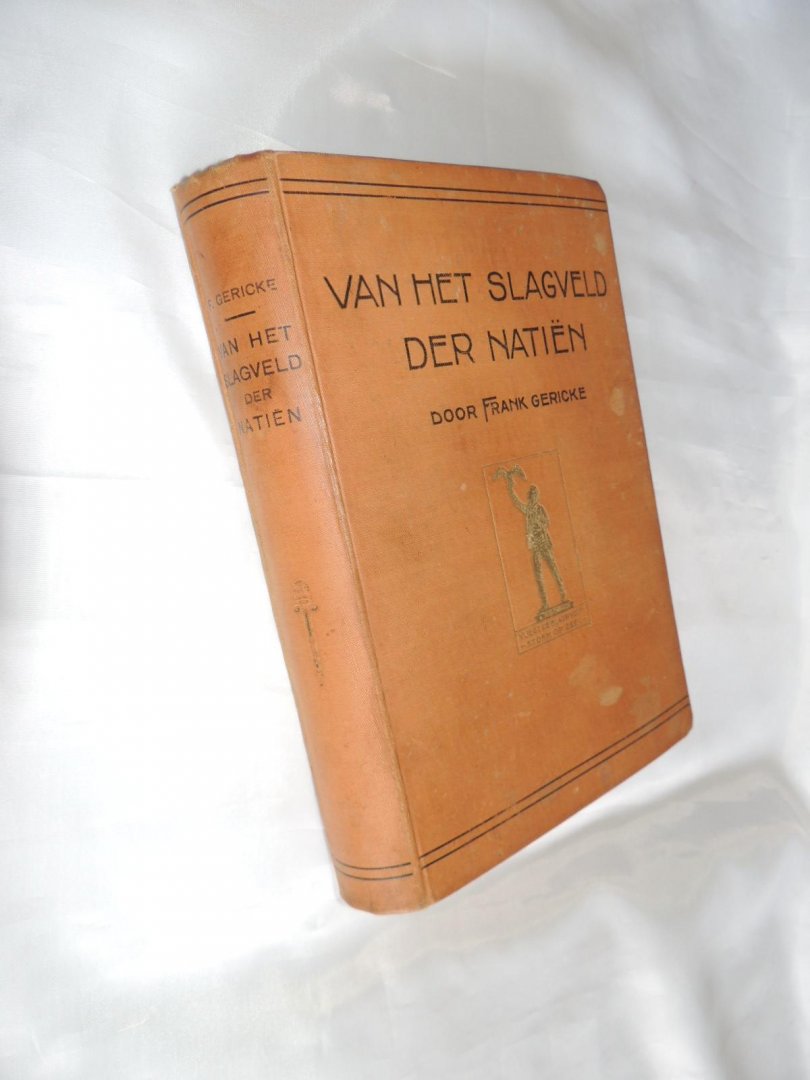 F. GERICKE
VAN HET
SLAGVELD
DER
NATIËN
VAN HET SLAGVELD
DER NATIËN
DOOR FRANK GERICKE